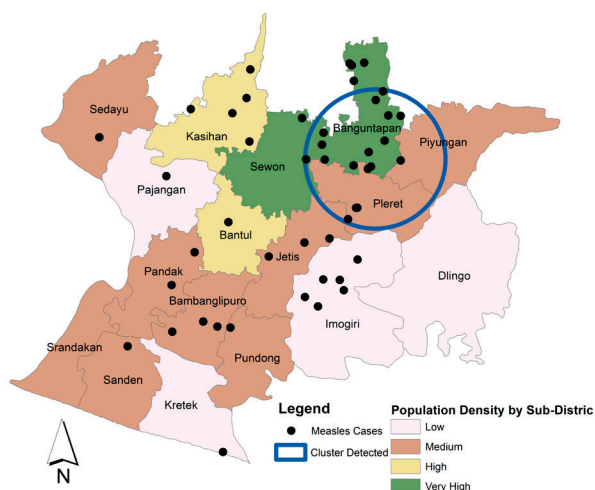 Sedayu
Kasihan
Banguntapan
Piyungan
Pajangan
Sewon
Pleret
Bantul
Jetis
Pandak
Dlingo
Bambanglipuro
Imogiri
Srandakan
Pundong
Sanden
Kretek
N
Legend
Measles Cases
Cluster Detected
Population Density by Sub-Distric
Low
Medium
High
Very High